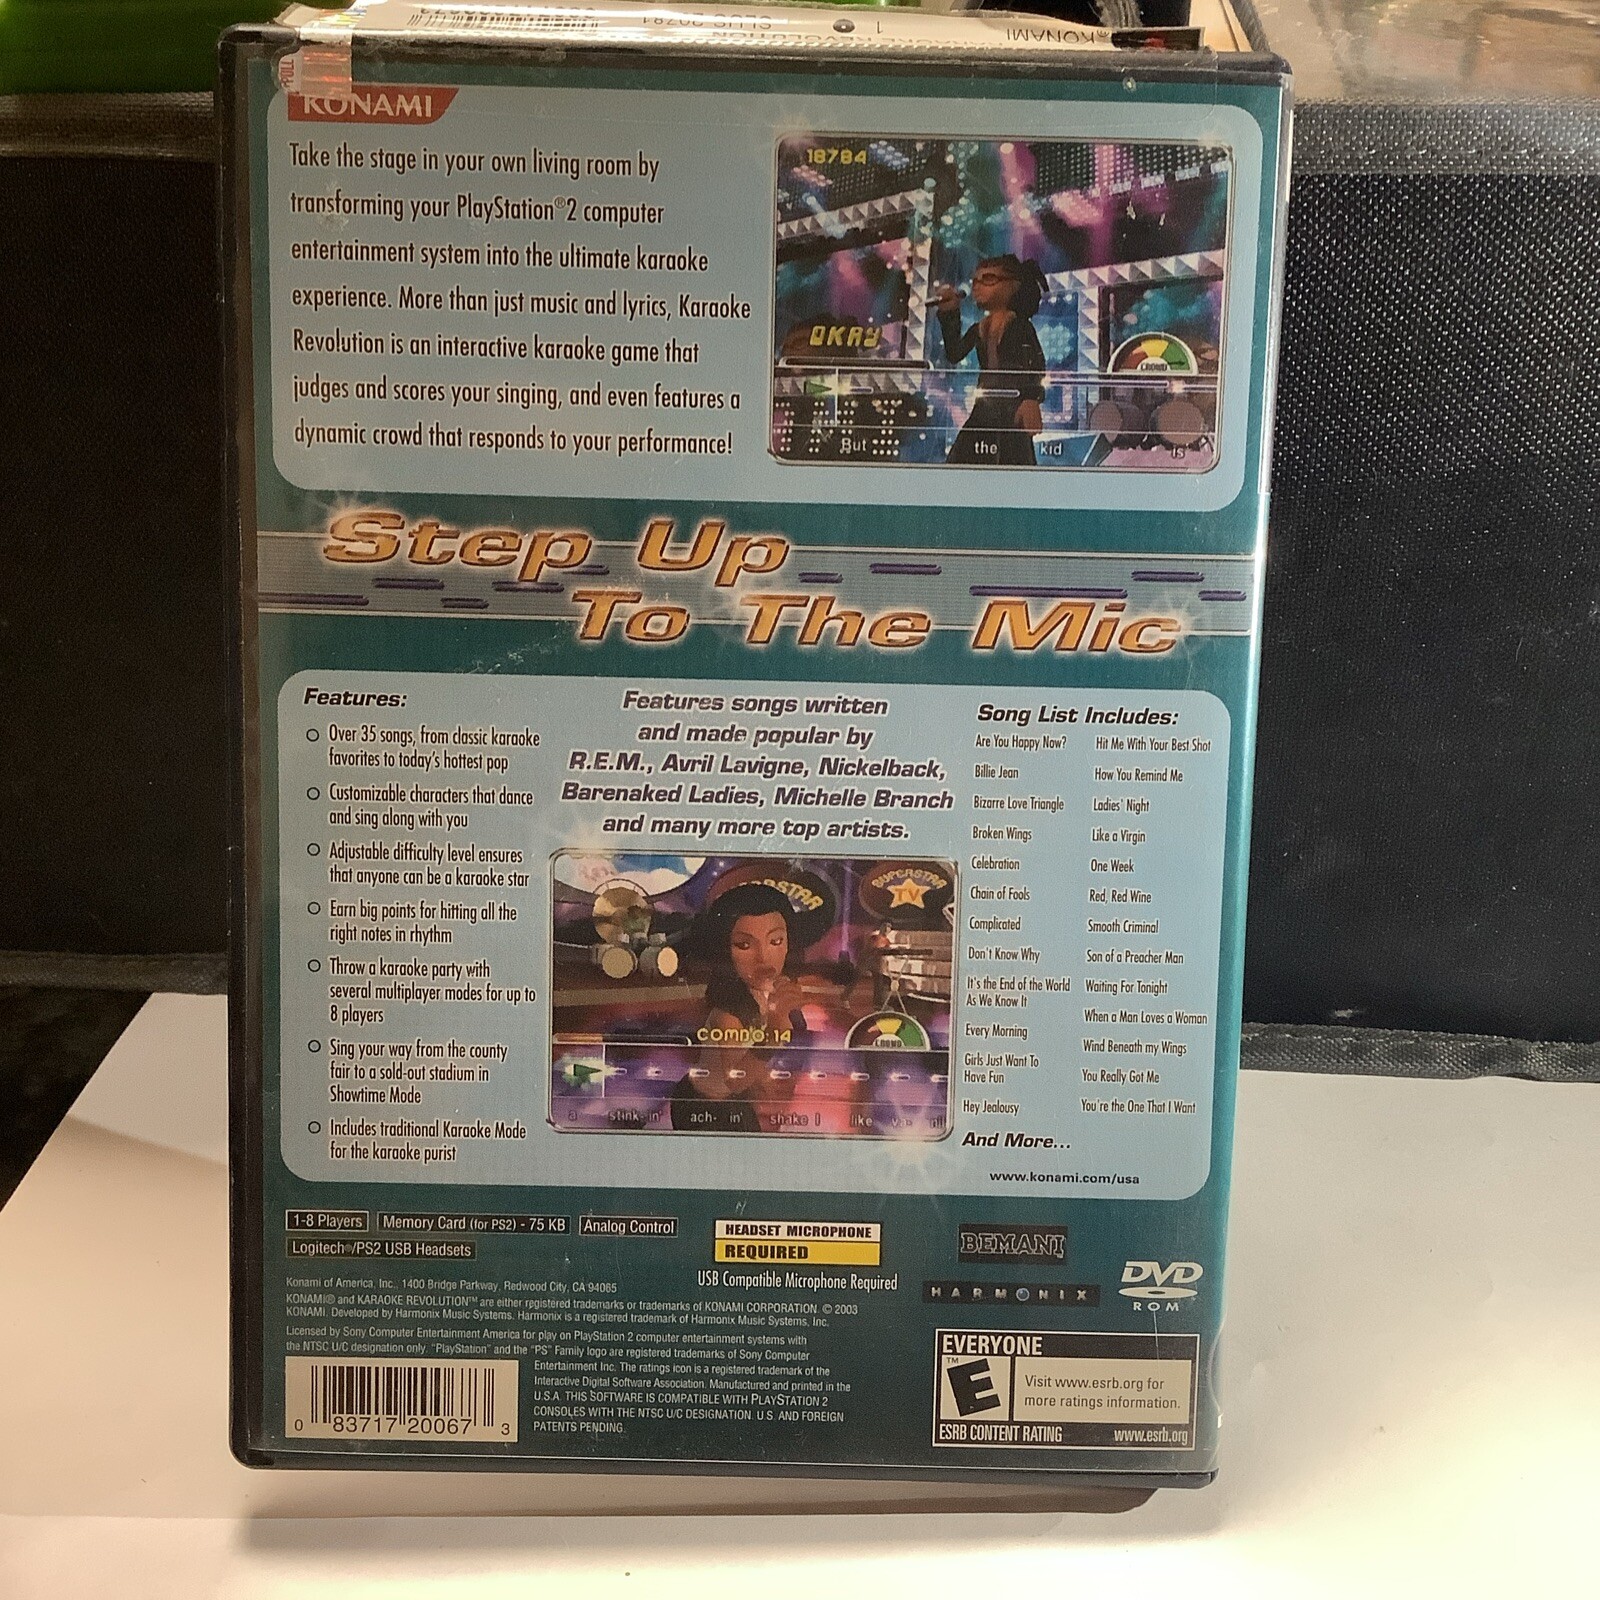 KONAMI
1
SLUS-20781
PULL
KONAMI
Take the stage in your own living room by
transforming your PlayStation®2 computer
entertainment system into the ultimate karaoke
experience. More than just music and lyrics, Karaoke
Revolution is an interactive karaoke game that
judges and scores your singing, and even features a
dynamic crowd that responds to your performance!
18784
OKAY
CROWD
But the kid is
Step Up
To The Mic
Features:
Over 35 songs, from classic karaoke
favorites to today's hottest pop
Customizable characters that dance
and sing along with you
Adjustable difficulty level ensures
that anyone can be a karaoke star
Earn big points for hitting all the
right notes in rhythm
Throw a karaoke party with
several multiplayer modes for up to
8 players
Sing your way from the county
fair to a sold-out stadium in
Showtime Mode
Includes traditional Karaoke Mode
for the karaoke purist
Features songs written
and made popular by
R.E.M., Avril Lavigne, Nickelback,
Barenaked Ladies, Michelle Branch
and many more top artists.
SUPERSTAR
TV
COMBO:14
CROWD
a stink-in' ach- in' shake I like va- nil
Song List Includes:
Are You Happy Now?
Billie Jean
Bizarre Love Triangle
Broken Wings
Celebration
Chain of Fools
Complicated
Don't Know Why
It's the End of the World
As We Know It
Every Morning
Girls Just Want To
Have Fun
Hey Jealousy
Hit Me With Your Best Shot
How You Remind Me
Ladies' Night
Like a Virgin
One Week
Red, Red Wine
Smooth Criminal
Son of a Preacher Man
Waiting For Tonight
When a Man Loves a Woman
Wind Beneath my Wings
You Really Got Me
You're the One That I Want
And More...
www.konami.com/usa
1-8 Players
Memory Card (for PS2) - 75 KB
Analog Control
Logitech®/PS2 USB Headsets
HEADSET MICROPHONE
REQUIRED
USB Compatible Microphone Required
BEMANI
HARMONIX
DVD
ROM
Konami of America, Inc., 1400 Bridge Parkway, Redwood City, CA 94065
KONAMI® and KARAOKE REVOLUTION™ are either registered trademarks or trademarks of KONAMI CORPORATION. © 2003
KONAMI. Developed by Harmonix Music Systems. Harmonix is a registered trademark of Harmonix Music Systems, Inc.
Licensed by Sony Computer Entertainment America for play on PlayStation 2 computer entertainment systems with
the NTSC U/C designation only. "PlayStation" and the "PS" Family logo are registered trademarks of Sony Computer
Entertainment Inc. The ratings icon is a registered trademark of the
Interactive Digital Software Association. Manufactured and printed in the
U.S.A. THIS SOFTWARE IS COMPATIBLE WITH PLAYSTATION 2
CONSOLES WITH THE NTSC U/C DESIGNATION. U.S. AND FOREIGN
PATENTS PENDING.
0 83717 20067 3
EVERYONE
E
TM
Visit www.esrb.org for
more ratings information.
ESRB CONTENT RATING
www.esrb.org